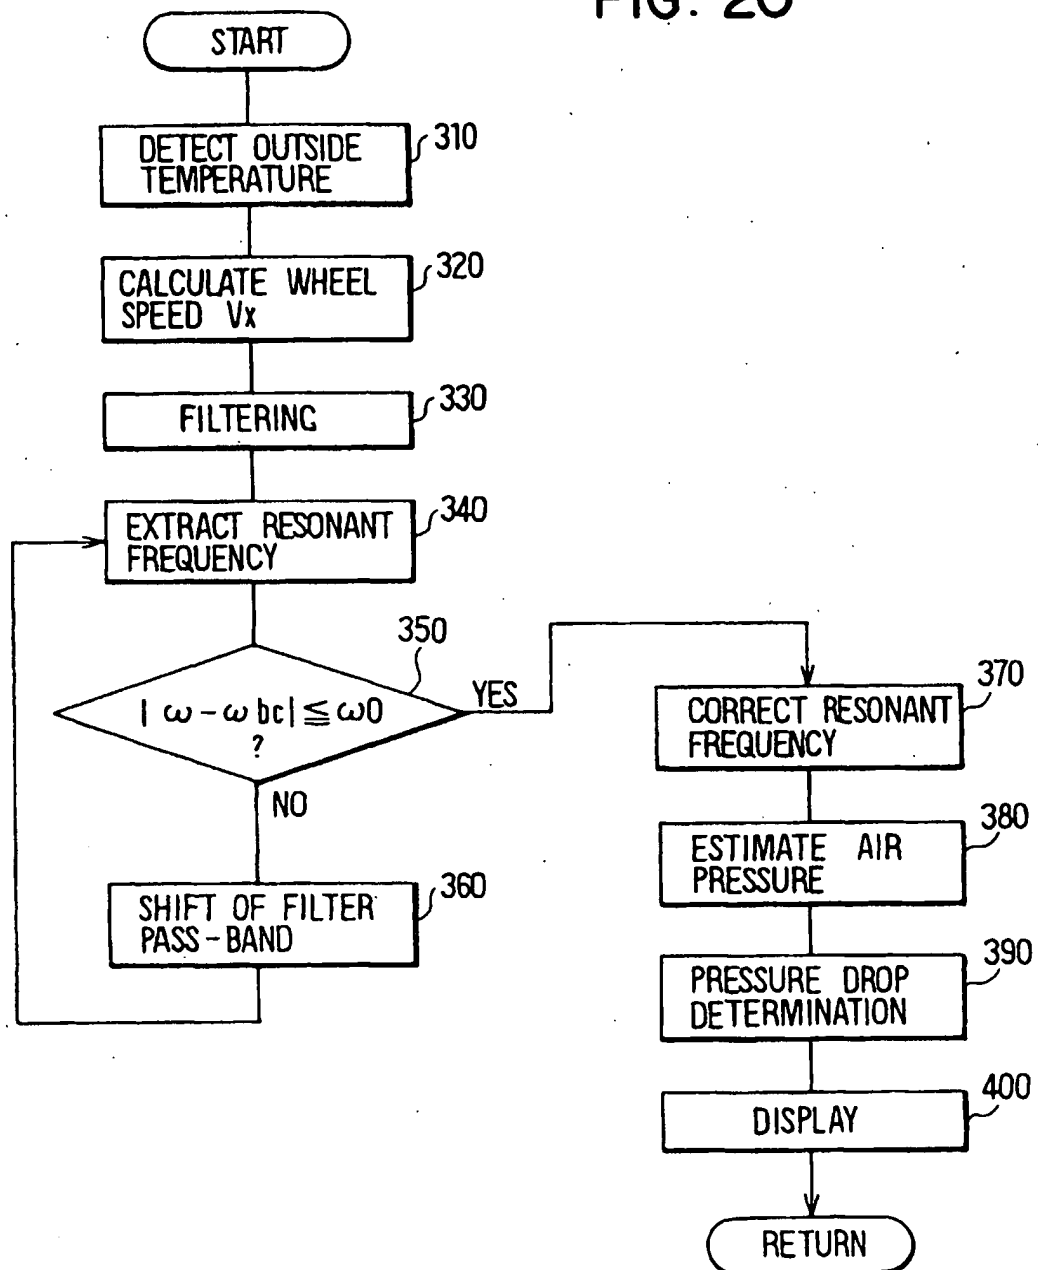 FIG. 20
START
DETECT OUTSIDE
TEMPERATURE
310
CALCULATE WHEEL
SPEED Vx
320
FILTERING
330
EXTRACT RESONANT
FREQUENCY
340
350
| ω - ω bc| ≦ ω0
?
YES
NO
SHIFT OF FILTER
PASS-BAND
360
CORRECT RESONANT
FREQUENCY
370
ESTIMATE AIR
PRESSURE
380
PRESSURE DROP
DETERMINATION
390
DISPLAY
400
RETURN